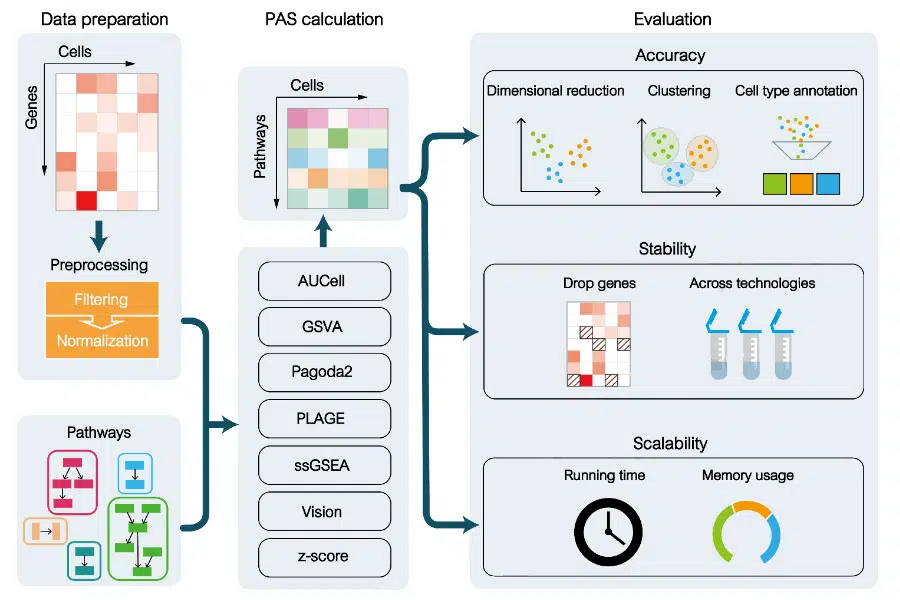 Data preparation
Cells
Genes
Preprocessing
Filtering
Normalization
Pathways
PAS calculation
Cells
Pathways
AUCell
GSVA
Pagoda2
PLAGE
ssGSEA
Vision
z-score
Evaluation
Accuracy
Dimensional reduction
Clustering
Cell type annotation
Stability
Drop genes
Across technologies
Scalability
Running time
Memory usage